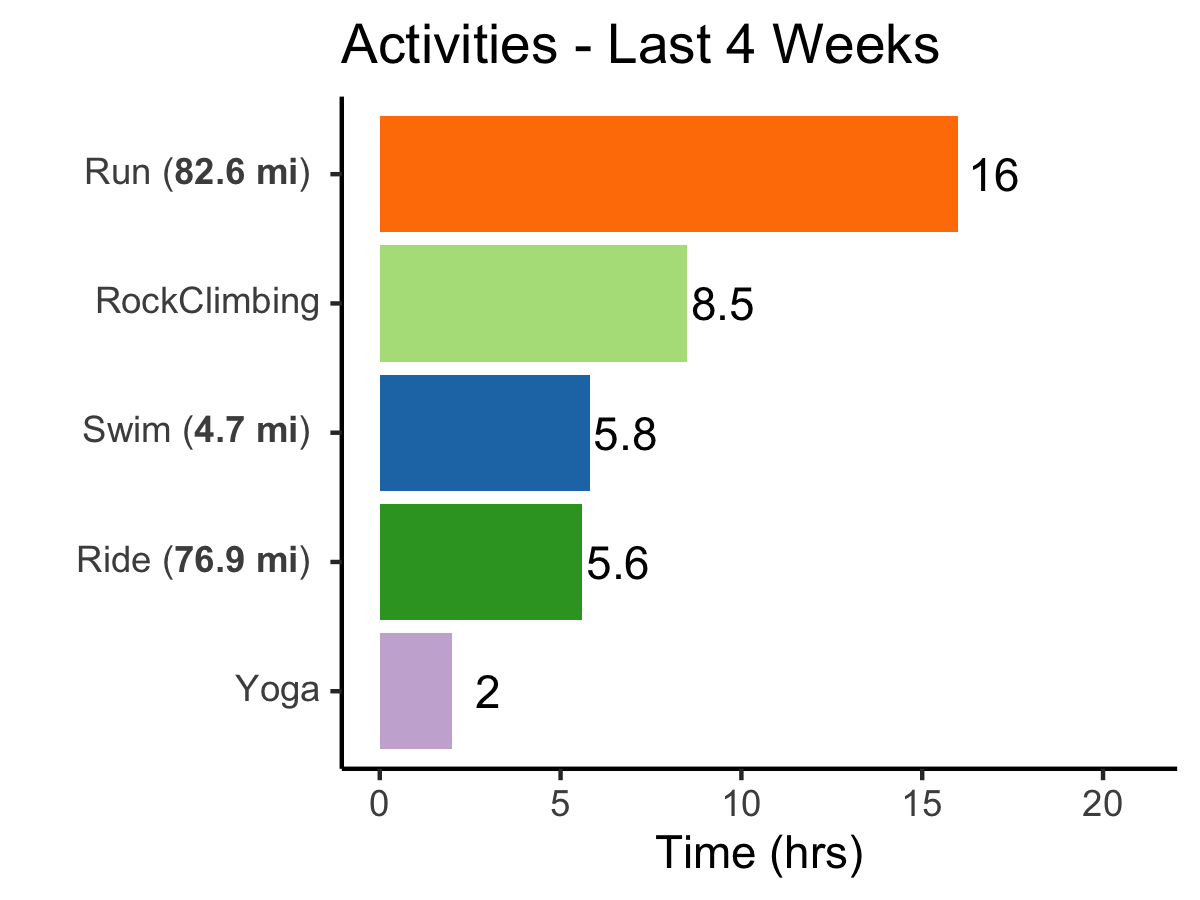 Activities - Last 4 Weeks
Run (82.6 mi) 16
RockClimbing 8.5
Swim (4.7 mi) 5.8
Ride (76.9 mi) 5.6
Yoga 2
0 5 10 15 20
Time (hrs)